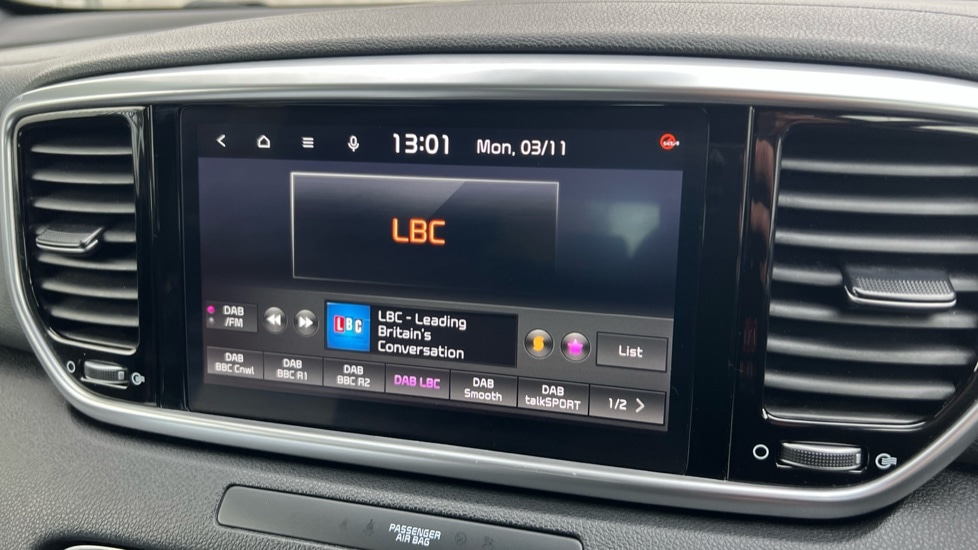 13:01 Mon, 03/11
LBC
DAB
/FM
LBC
LBC - Leading
Britain's
Conversation
List
DAB
BBC Cnwl
DAB
BBC R1
DAB
BBC R2
DAB LBC
DAB
Smooth
DAB
talkSPORT
1/2
PASSENGER
AIR BAG